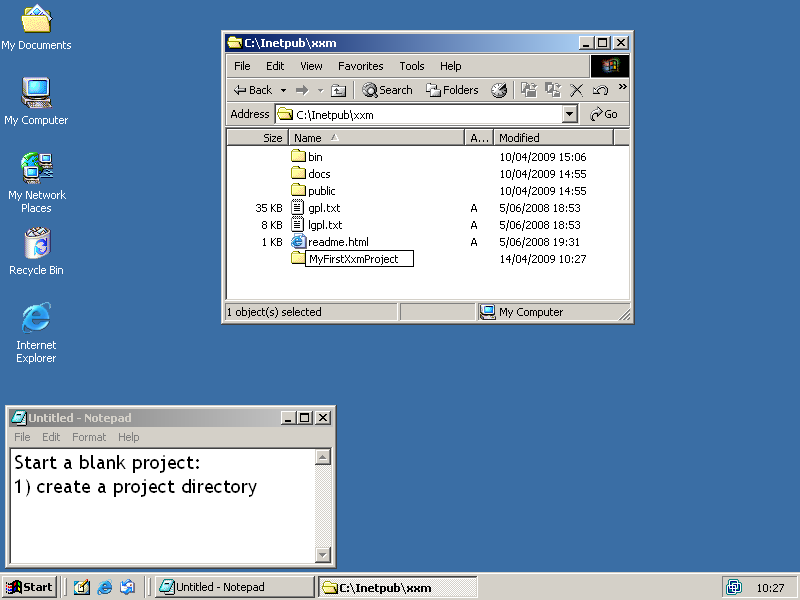 My Documents
My Computer
My Network
Places
Recycle Bin
Internet
Explorer
C:\Inetpub\xxm
File Edit View Favorites Tools Help
Back Search Folders »
Address C:\Inetpub\xxm Go
Size Name A... Modified
bin 10/04/2009 15:06
docs 10/04/2009 14:55
public 10/04/2009 14:55
35 KB gpl.txt A 5/06/2008 18:53
8 KB lgpl.txt A 5/06/2008 18:53
1 KB readme.html A 5/06/2008 19:31
MyFirstXxmProject 14/04/2009 10:27
1 object(s) selected My Computer
Untitled - Notepad
File Edit Format Help
Start a blank project:
1) create a project directory
Start Untitled - Notepad C:\Inetpub\xxm 10:27